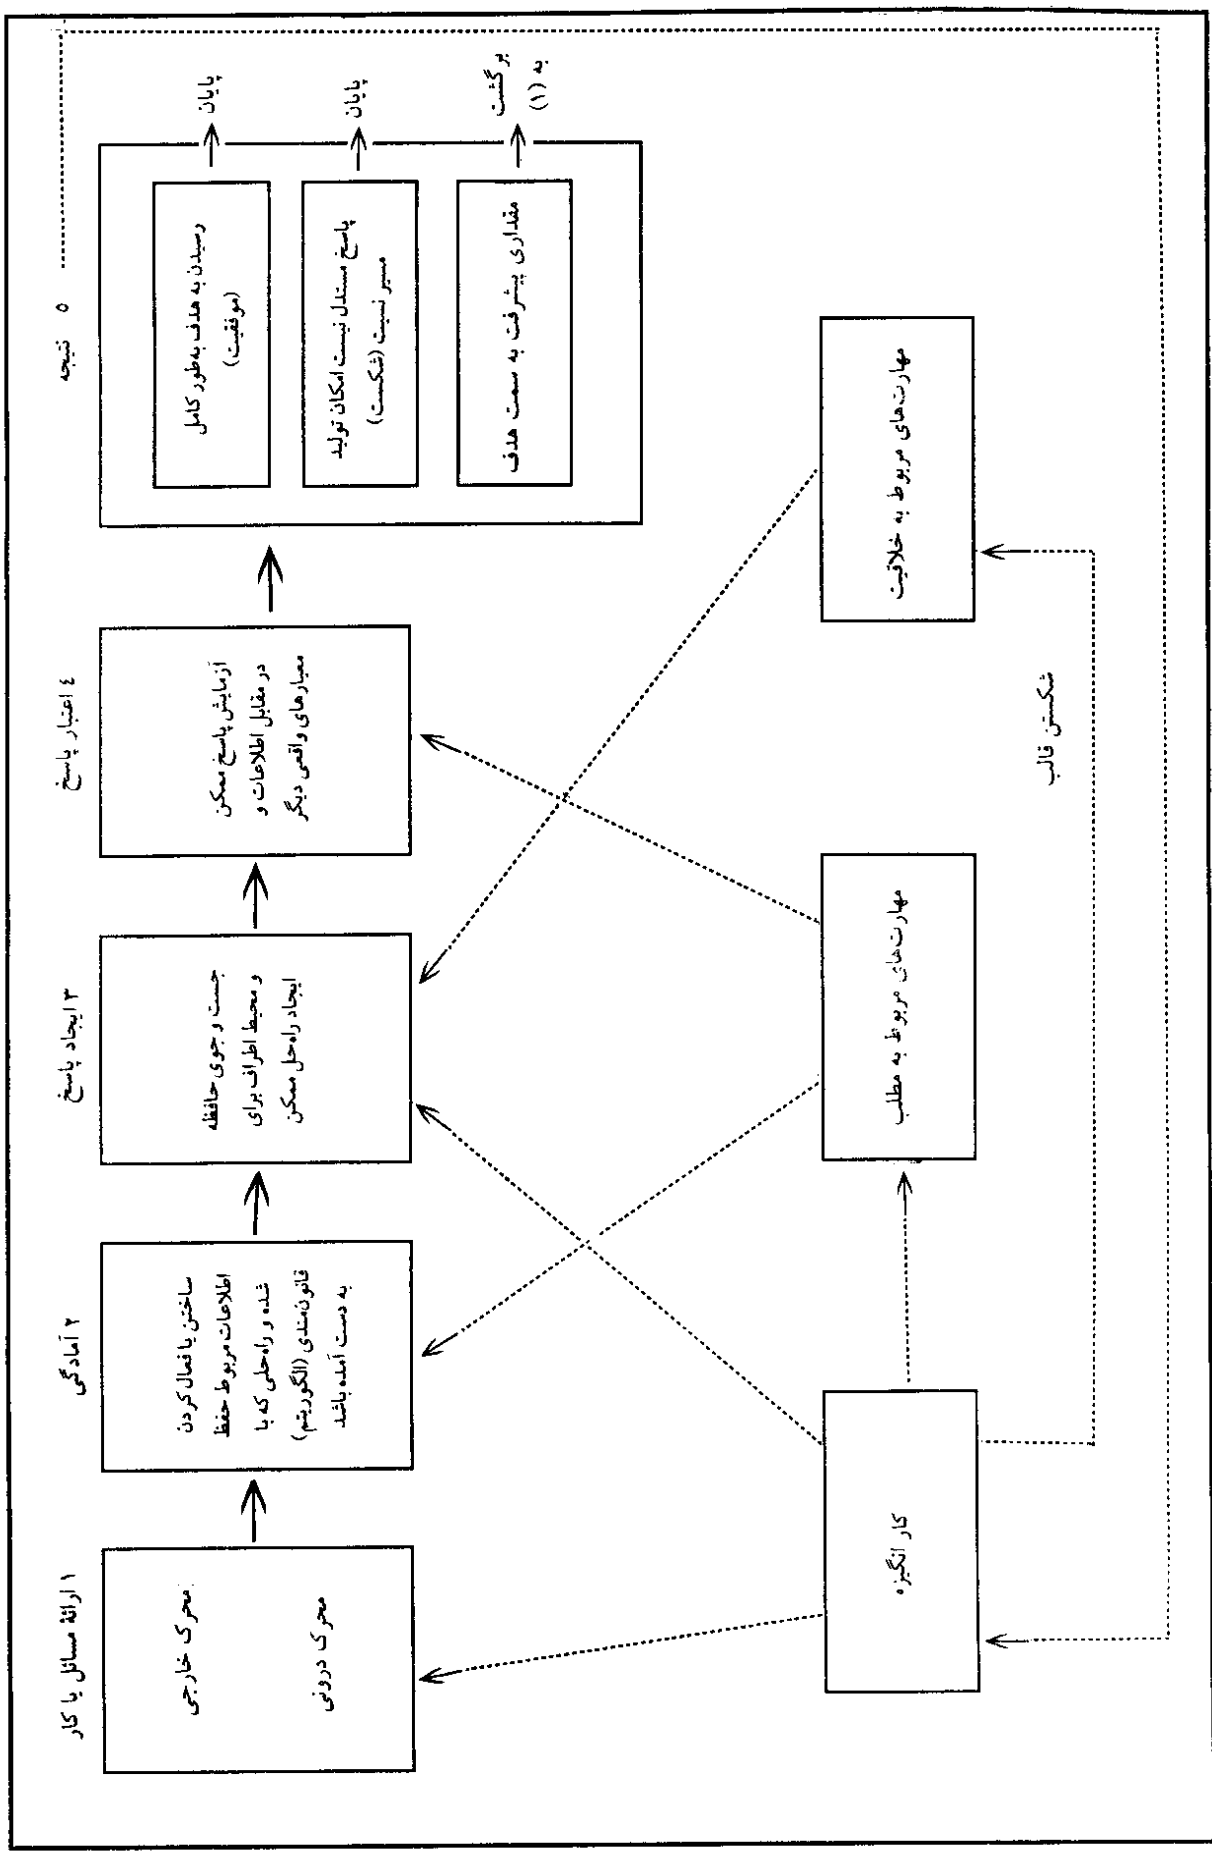 ۱ ارائهٔ مسائل یا کار
محرک خارجی
محرک درونی
۲ آمادگی
ساختن یا فعال کردن
اطلاعات مربوط حفظ
شده و راه‌حلی که با
قانون‌مندی (الگوریتم)
به دست آمده باشد
۳ ایجاد پاسخ
جست و جوی حافظه
و محیط اطراف برای
ایجاد راه‌حل ممکن
٤ اعتبار پاسخ
آزمایش پاسخ ممکن
در مقابل اطلاعات و
معیارهای واقعی دیگر
۵ نتیجه
رسیدن به هدف به‌طور کامل
(موفقیت)
پایان
پاسخ مستدل نیست امکان تولید
میسر نسیت (شکست)
پایان
مقداری پیشرفت به سمت هدف
برگشت
به (۱)
کار انگیزه
مهارت‌های مربوط به مطلب
مهارت‌های مربوط به خلاقیت
شکستن قالب